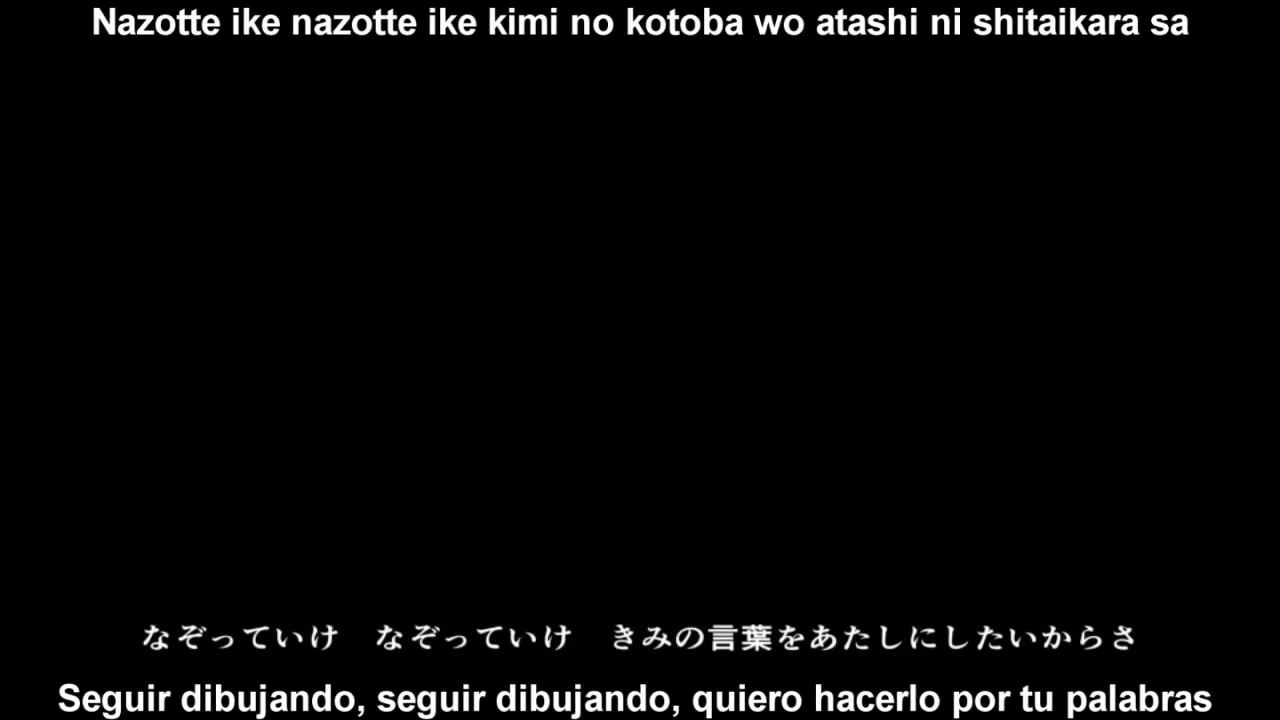 Nazotte ike nazotte ike kimi no kotoba wo atashi ni shitaikara sa
なぞっていけ　なぞっていけ　きみの言葉をあたしにしたいからさ
Seguir dibujando, seguir dibujando, quiero hacerlo por tu palabras